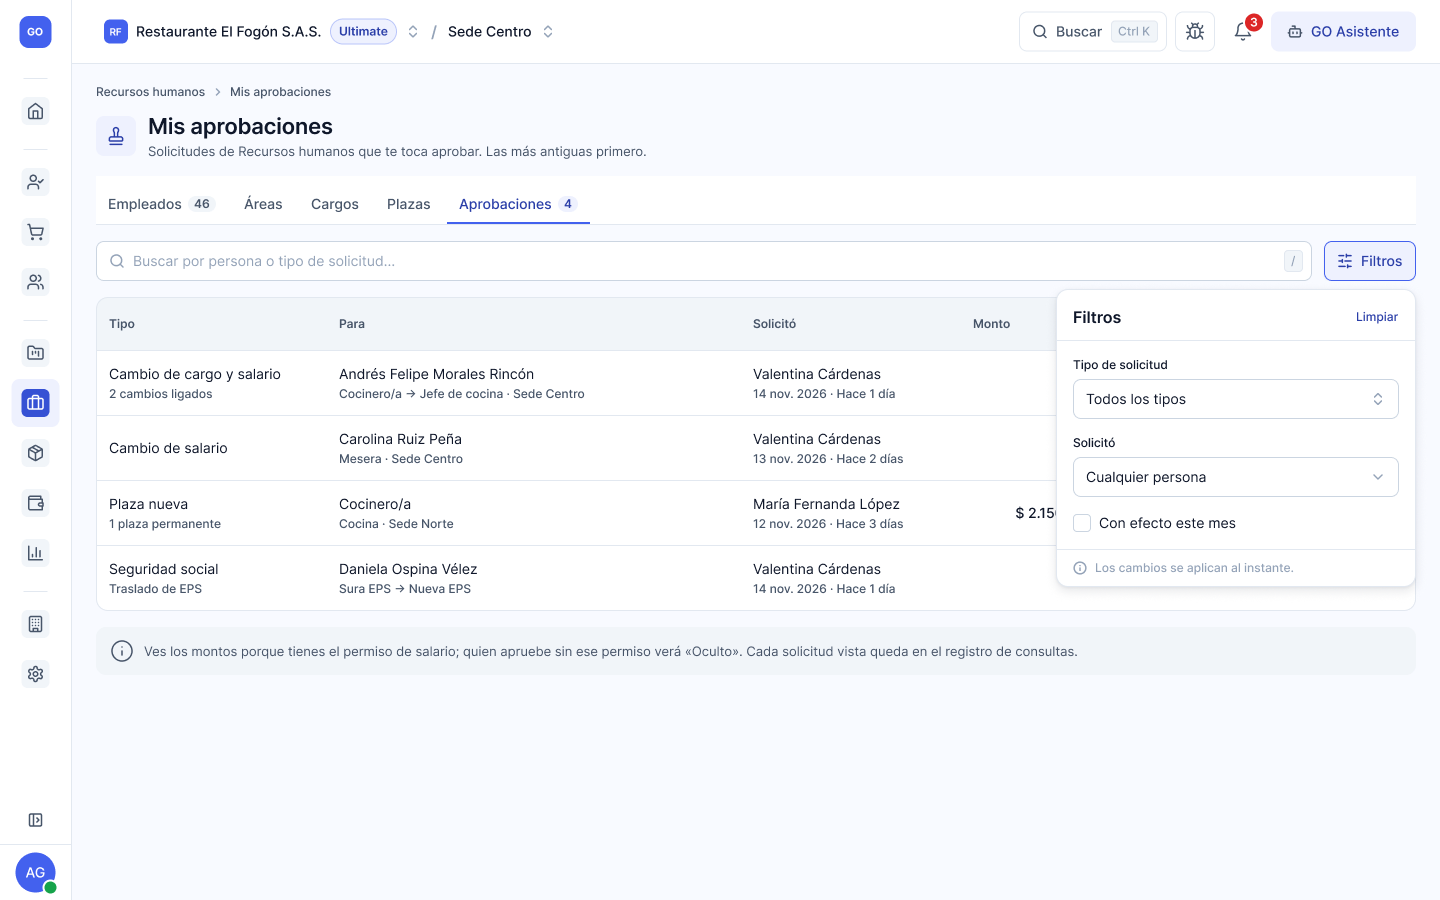 GO
RF Restaurante El Fogón S.A.S. Ultimate / Sede Centro
Buscar Ctrl K
3
GO Asistente
Recursos humanos > Mis aprobaciones
Mis aprobaciones
Solicitudes de Recursos humanos que te toca aprobar. Las más antiguas primero.
Empleados 46 Áreas Cargos Plazas Aprobaciones 4
Buscar por persona o tipo de solicitud... /
Filtros
Tipo Para Solicitó Monto
Cambio de cargo y salario
2 cambios ligados
Andrés Felipe Morales Rincón
Cocinero/a → Jefe de cocina · Sede Centro
Valentina Cárdenas
14 nov. 2026 · Hace 1 día
Cambio de salario
Carolina Ruiz Peña
Mesera · Sede Centro
Valentina Cárdenas
13 nov. 2026 · Hace 2 días
Plaza nueva
1 plaza permanente
Cocinero/a
Cocina · Sede Norte
María Fernanda López
12 nov. 2026 · Hace 3 días
$ 2.15
Seguridad social
Traslado de EPS
Daniela Ospina Vélez
Sura EPS → Nueva EPS
Valentina Cárdenas
14 nov. 2026 · Hace 1 día
Filtros
Limpiar
Tipo de solicitud
Todos los tipos
Solicitó
Cualquier persona
Con efecto este mes
Los cambios se aplican al instante.
Ves los montos porque tienes el permiso de salario; quien apruebe sin ese permiso verá «Oculto». Cada solicitud vista queda en el registro de consultas.
AG